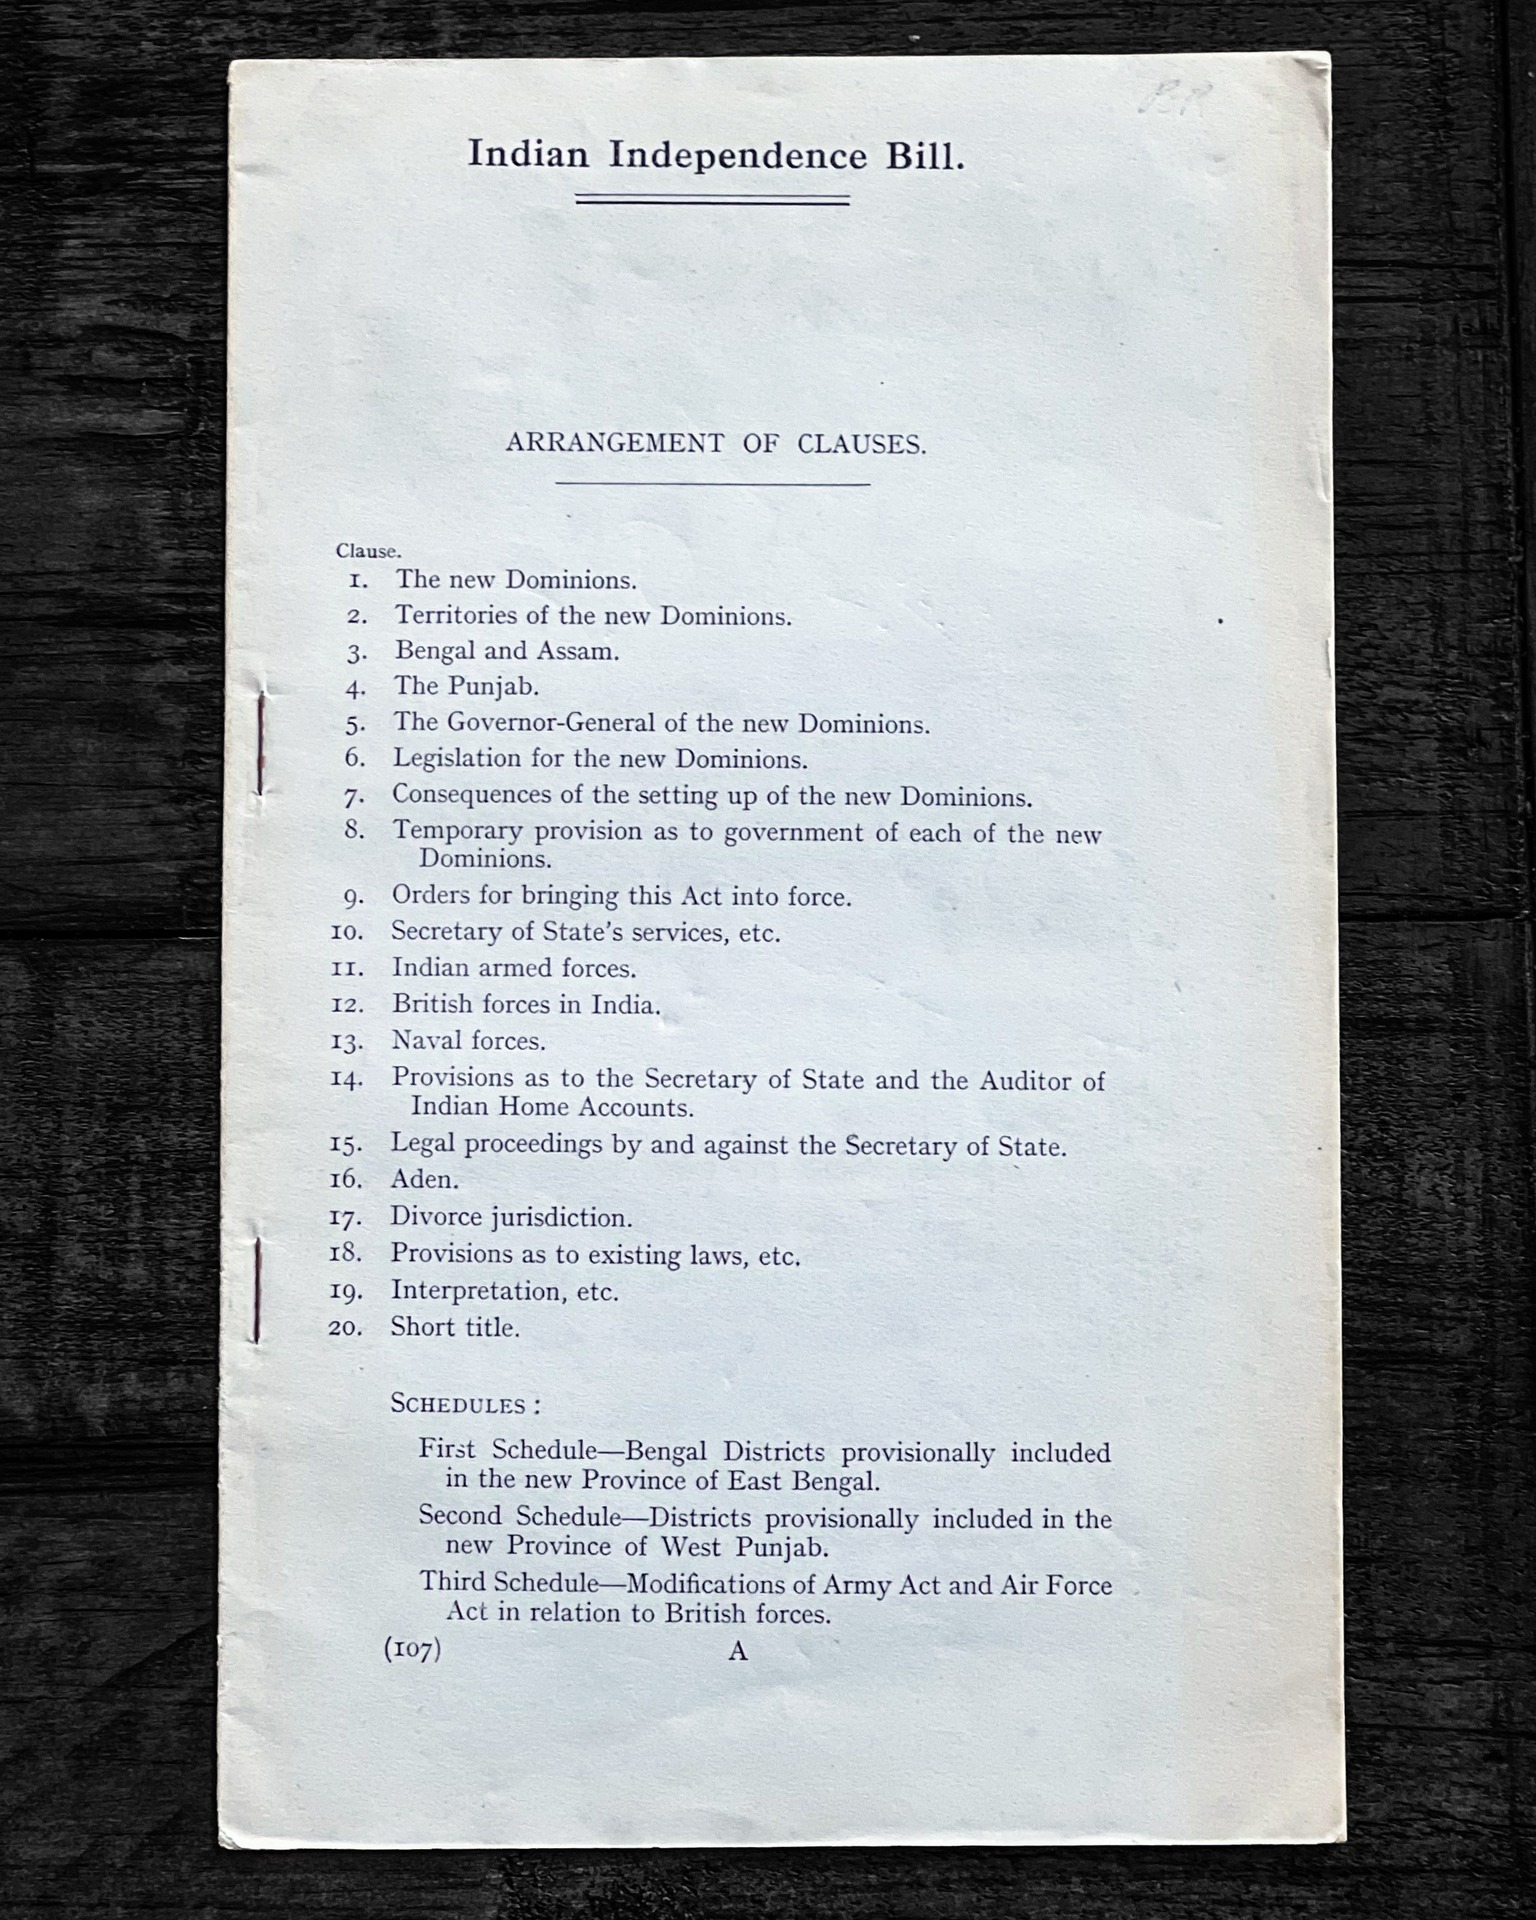 Indian Independence Bill.
ARRANGEMENT OF CLAUSES.
Clause.
1. The new Dominions.
2. Territories of the new Dominions.
3. Bengal and Assam.
4. The Punjab.
5. The Governor-General of the new Dominions.
6. Legislation for the new Dominions.
7. Consequences of the setting up of the new Dominions.
8. Temporary provision as to government of each of the new
Dominions.
9. Orders for bringing this Act into force.
10. Secretary of State's services, etc.
11. Indian armed forces.
12. British forces in India.
13. Naval forces.
14. Provisions as to the Secretary of State and the Auditor of
Indian Home Accounts.
15. Legal proceedings by and against the Secretary of State.
16. Aden.
17. Divorce jurisdiction.
18. Provisions as to existing laws, etc.
19. Interpretation, etc.
20. Short title.
SCHEDULES :
First Schedule—Bengal Districts provisionally included
in the new Province of East Bengal.
Second Schedule—Districts provisionally included in the
new Province of West Punjab.
Third Schedule—Modifications of Army Act and Air Force
Act in relation to British forces.
(107) A